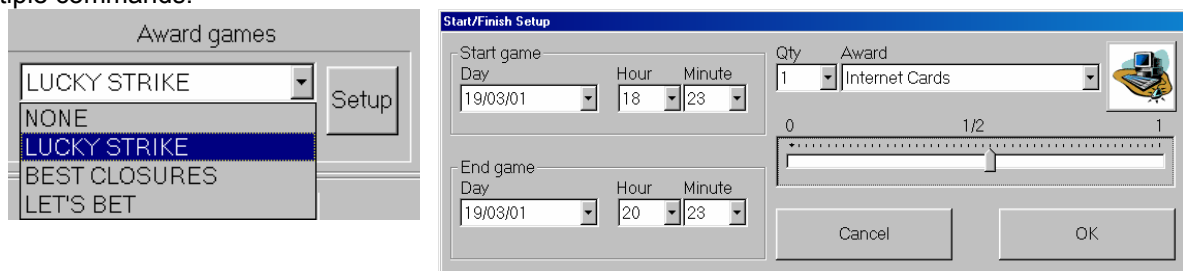 tiple commands.
Award games
LUCKY STRIKE
Setup
NONE
LUCKY STRIKE
BEST CLOSURES
LET'S BET
Start/Finish Setup
Start game
Day Hour Minute
19/03/01 18 23
End game
Day Hour Minute
19/03/01 20 23
Qty Award
1 Internet Cards
0 1/2 1
Cancel OK